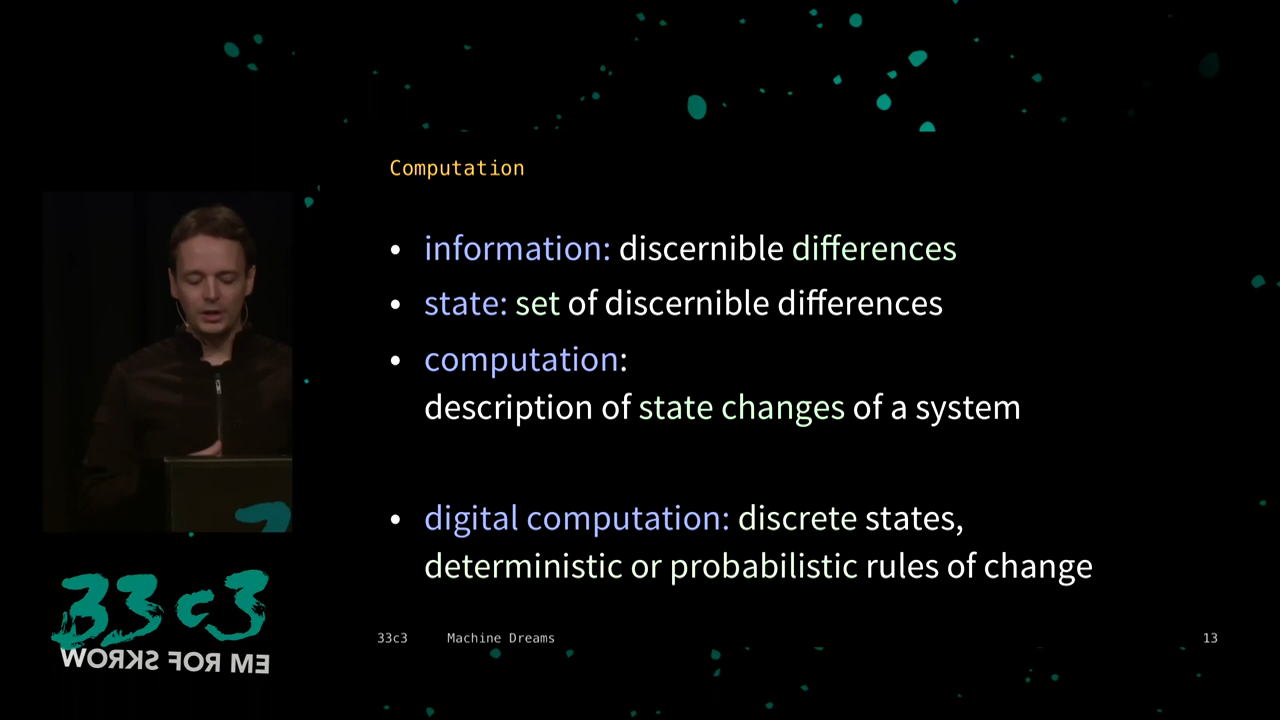 Computation
• information: discernible differences
• state: set of discernible differences
• computation:
description of state changes of a system
• digital computation: discrete states,
deterministic or probabilistic rules of change
33c3
WORKS FOR ME
33c3 Machine Dreams 13